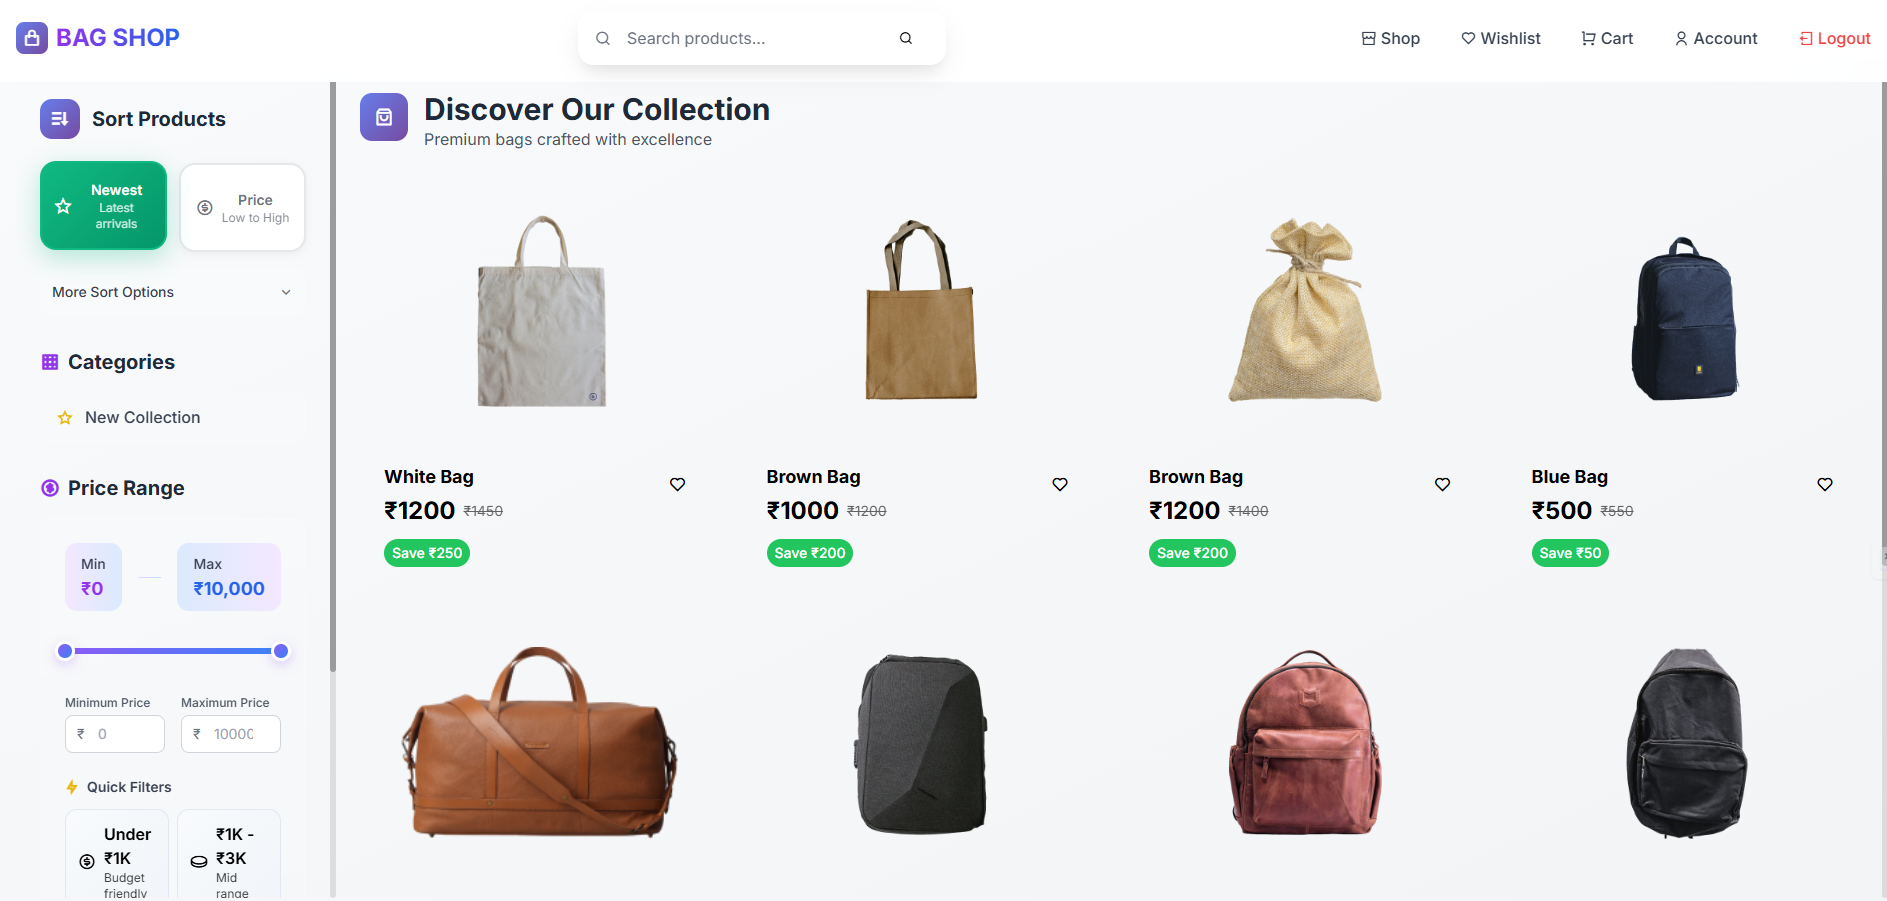 BAG SHOP
Search products...
Shop
Wishlist
Cart
Account
Logout
Sort Products
Newest
Latest
arrivals
Price
Low to High
More Sort Options
Categories
New Collection
Price Range
Min
₹0
Max
₹10,000
Minimum Price
₹ 0
Maximum Price
₹ 10000
Quick Filters
Under
₹1K
Budget
friendly
₹1K -
₹3K
Mid
range
Discover Our Collection
Premium bags crafted with excellence
White Bag
₹1200 ₹1450
Save ₹250
Brown Bag
₹1000 ₹1200
Save ₹200
Brown Bag
₹1200 ₹1400
Save ₹200
Blue Bag
₹500 ₹550
Save ₹50